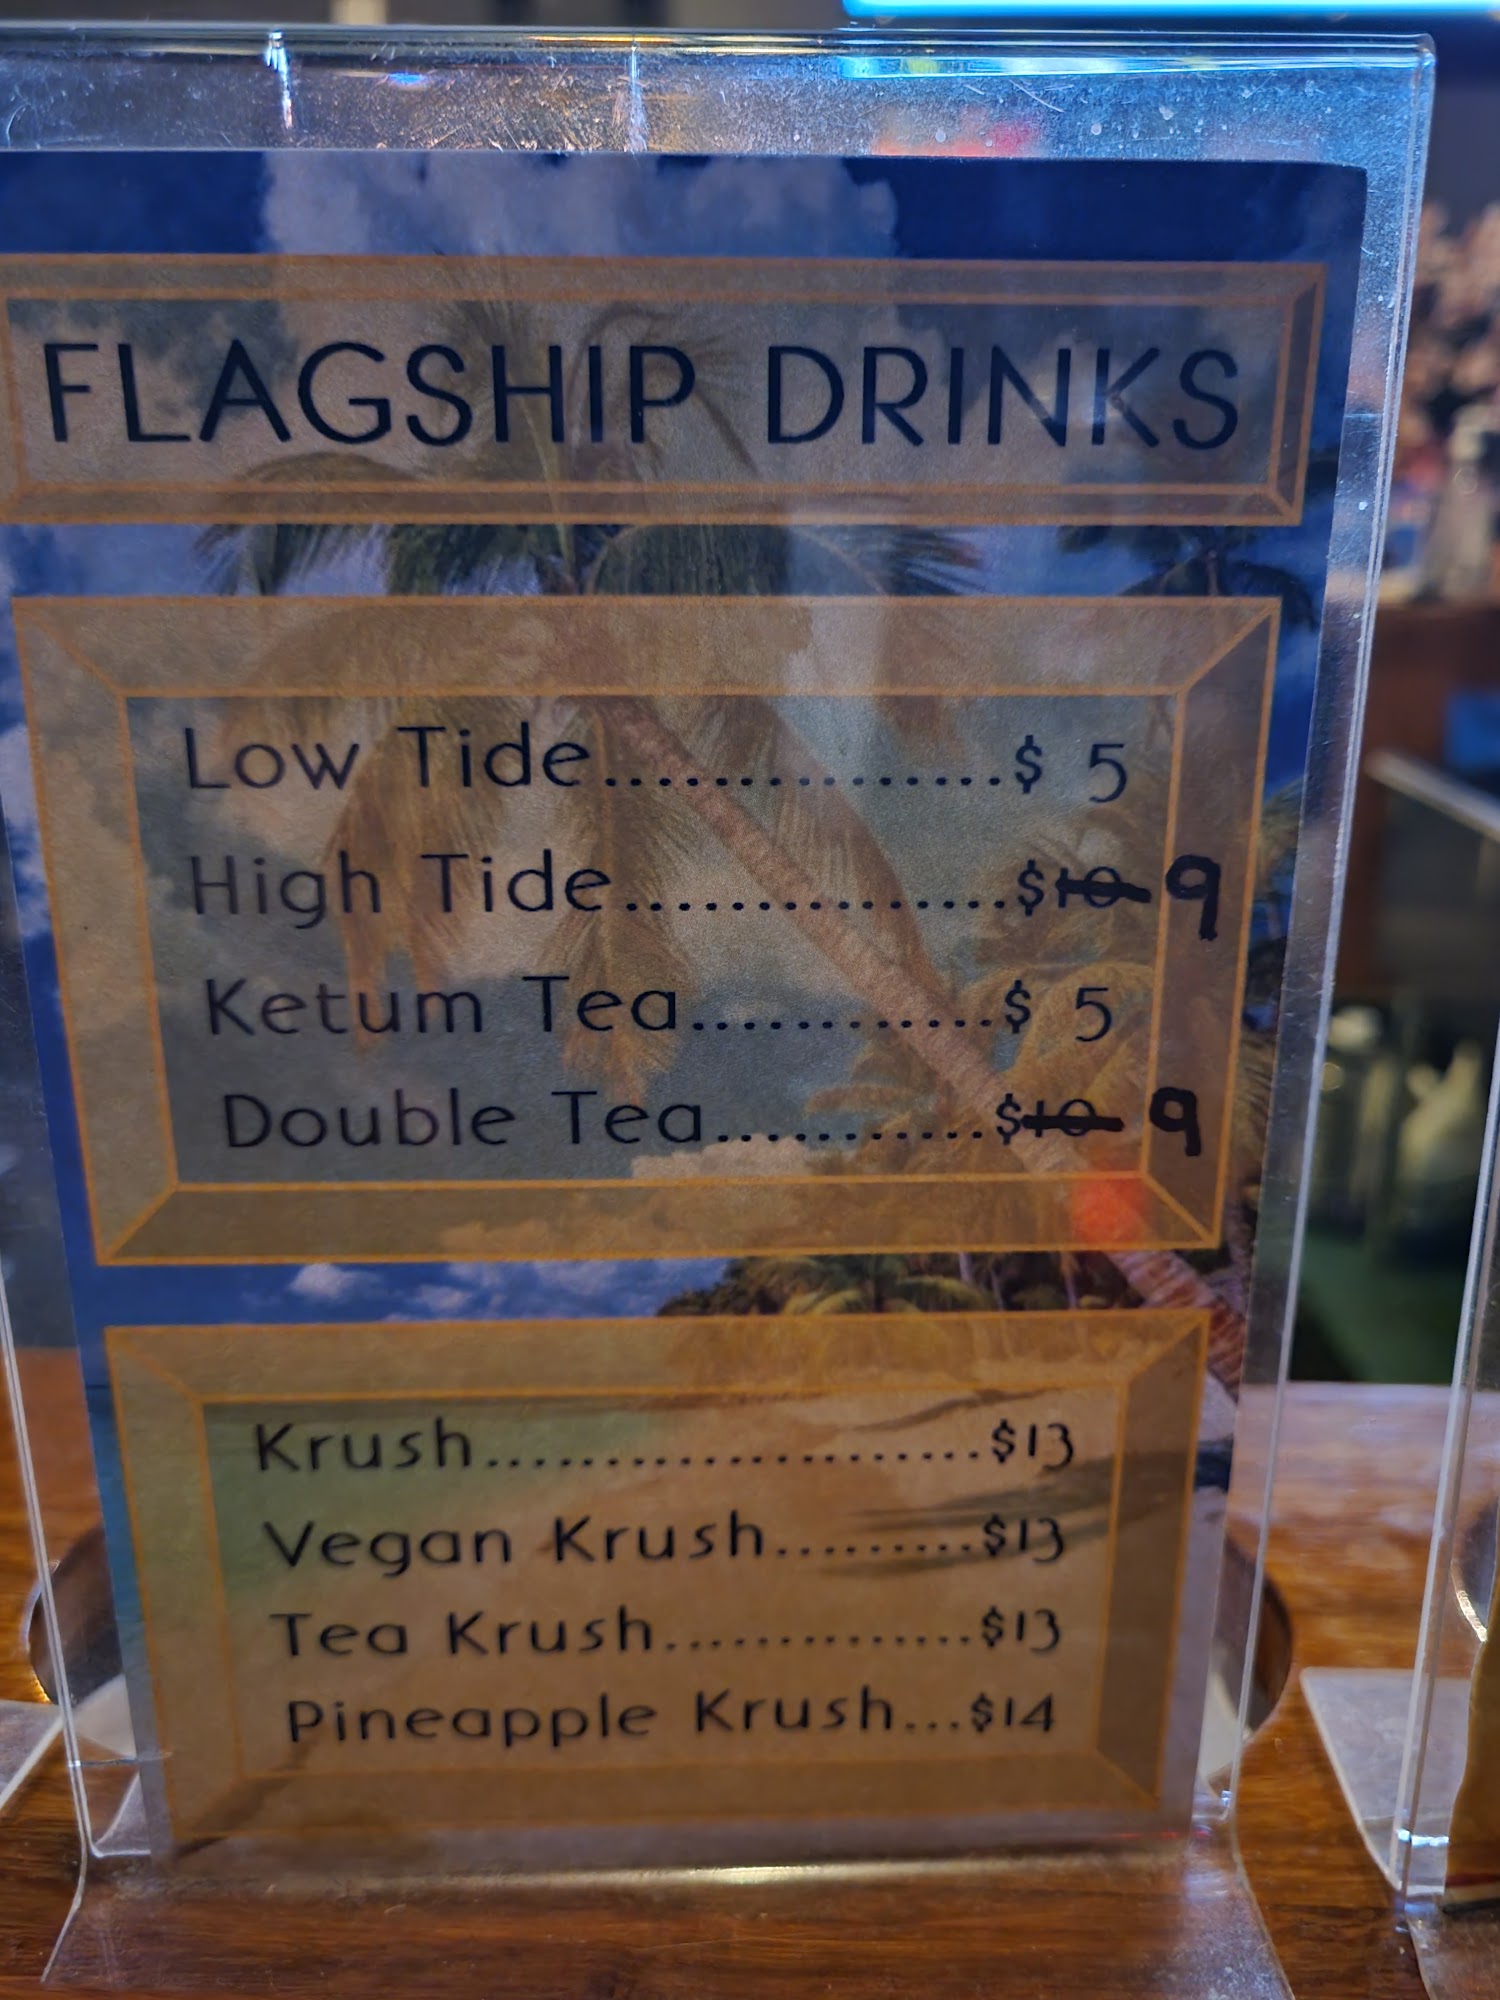 FLAGSHIP DRINKS
Low Tide................$ 5
High Tide................$10 9
Ketum Tea.............$ 5
Double Tea...........$10 9
Krush.....................$13
Vegan Krush.........$13
Tea Krush.............$13
Pineapple Krush...$14